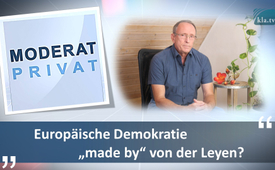 MODERAT
PRIVAT
kla.tv
Europäische Demokratie
„made by“ von der Leyen?